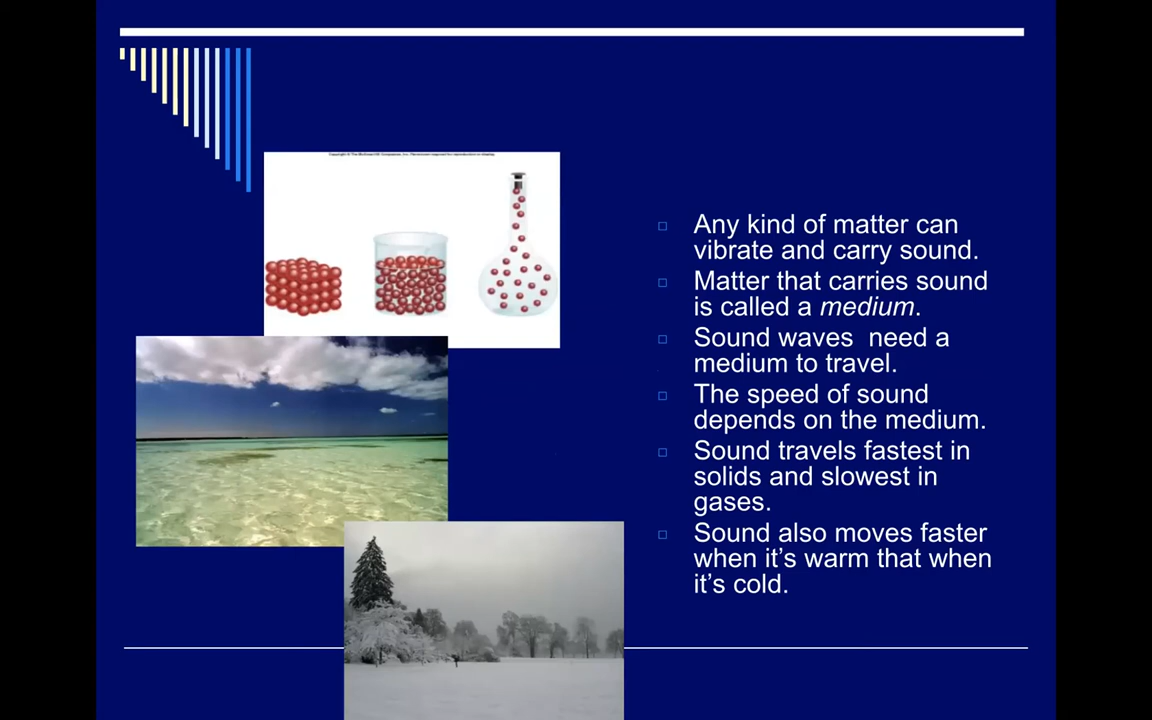 Any kind of matter can
vibrate and carry sound.
Matter that carries sound
is called a medium.
Sound waves  need a
medium to travel.
The speed of sound
depends on the medium.
Sound travels fastest in
solids and slowest in
gases.
Sound also moves faster
when it's warm that when
it's cold.